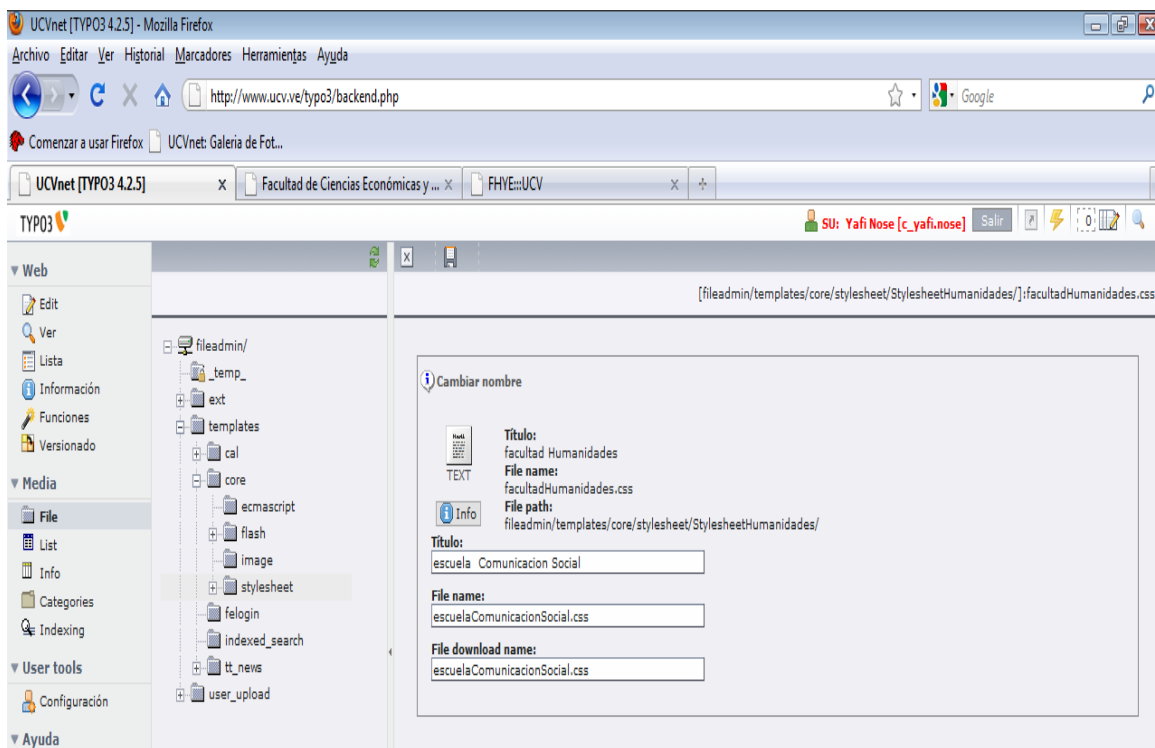 UCVnet [TYPO3 4.2.5] - Mozilla Firefox
Archivo Editar Ver Historial Marcadores Herramientas Ayuda
http://www.ucv.ve/typo3/backend.php
Google
Comenzar a usar Firefox UCVnet: Galeria de Fot...
UCVnet [TYPO3 4.2.5] Facultad de Ciencias Económicas y ... FHYE:::UCV
TYPO3
SU: Yafi Nose [c_yafi.nose] Salir 0
Web
Edit
Ver
Lista
Información
Funciones
Versionado
Media
File
List
Info
Categories
Indexing
User tools
Configuración
Ayuda
fileadmin/
_temp_
ext
templates
cal
core
ecmascript
flash
image
stylesheet
felogin
indexed_search
tt_news
user_upload
[fileadmin/templates/core/stylesheet/StylesheetHumanidades/]:facultadHumanidades.css
Cambiar nombre
TEXT
Info
Título:
facultad Humanidades
File name:
facultadHumanidades.css
File path:
fileadmin/templates/core/stylesheet/StylesheetHumanidades/
Título:
escuela Comunicacion Social
File name:
escuelaComunicacionSocial.css
File download name:
escuelaComunicacionSocial.css